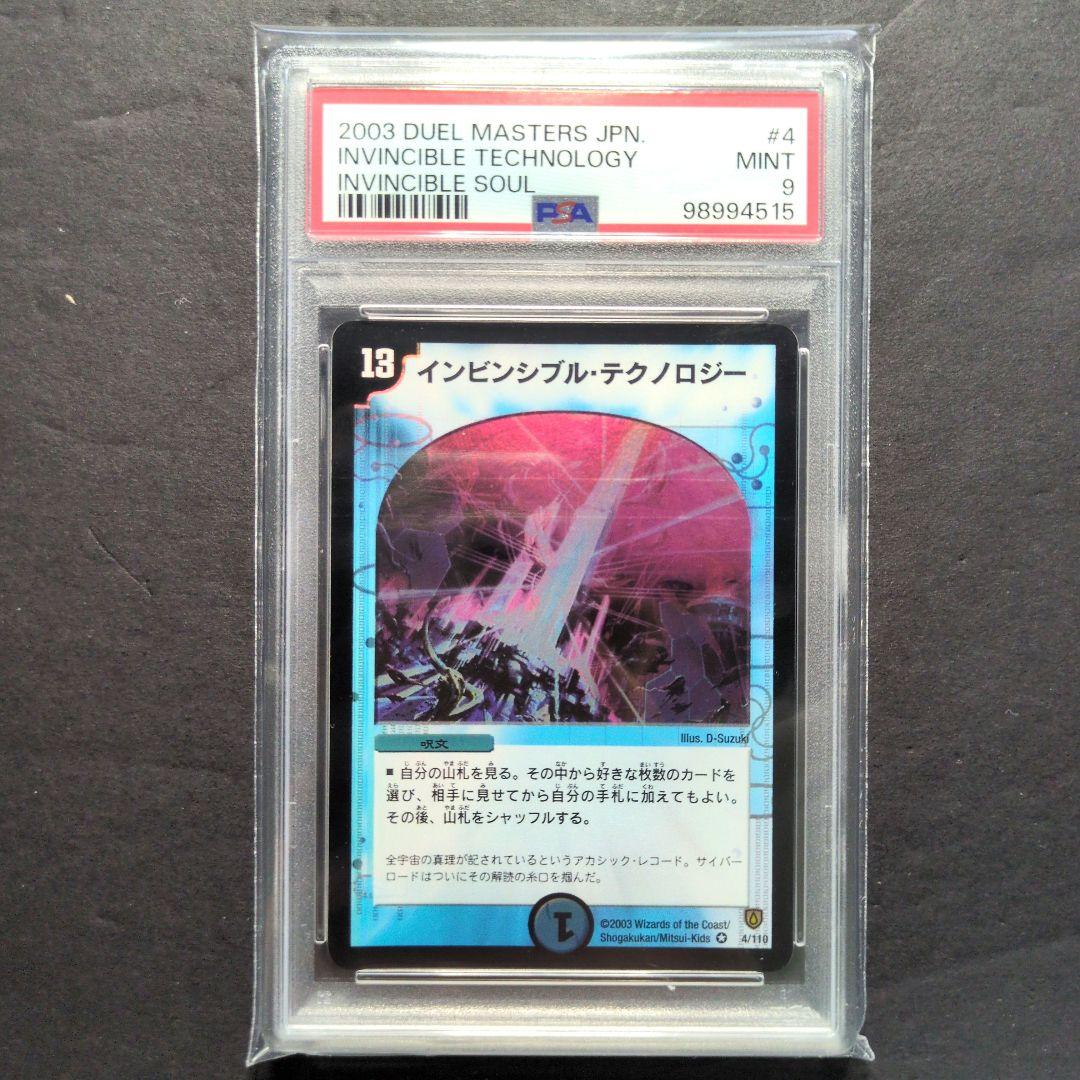 2003 DUEL MASTERS JPN. #4
INVINCIBLE TECHNOLOGY MINT
INVINCIBLE SOUL 9
PSA 98994515
13 インビンシブル・テクノロジー
Illus. D-Suzuki
呪文
■ 自分の山札を見る。その中から好きな枚数のカードを
選び、相手に見せてから自分の手札に加えてもよい。
その後、山札をシャッフルする。
全宇宙の真理が記されているというアカシック・レコード。サイバー
ロードはついにその解読の糸口を掴んだ。
1
©2003 Wizards of the Coast/
Shogakukan/Mitsui-Kids ✪ 4/110